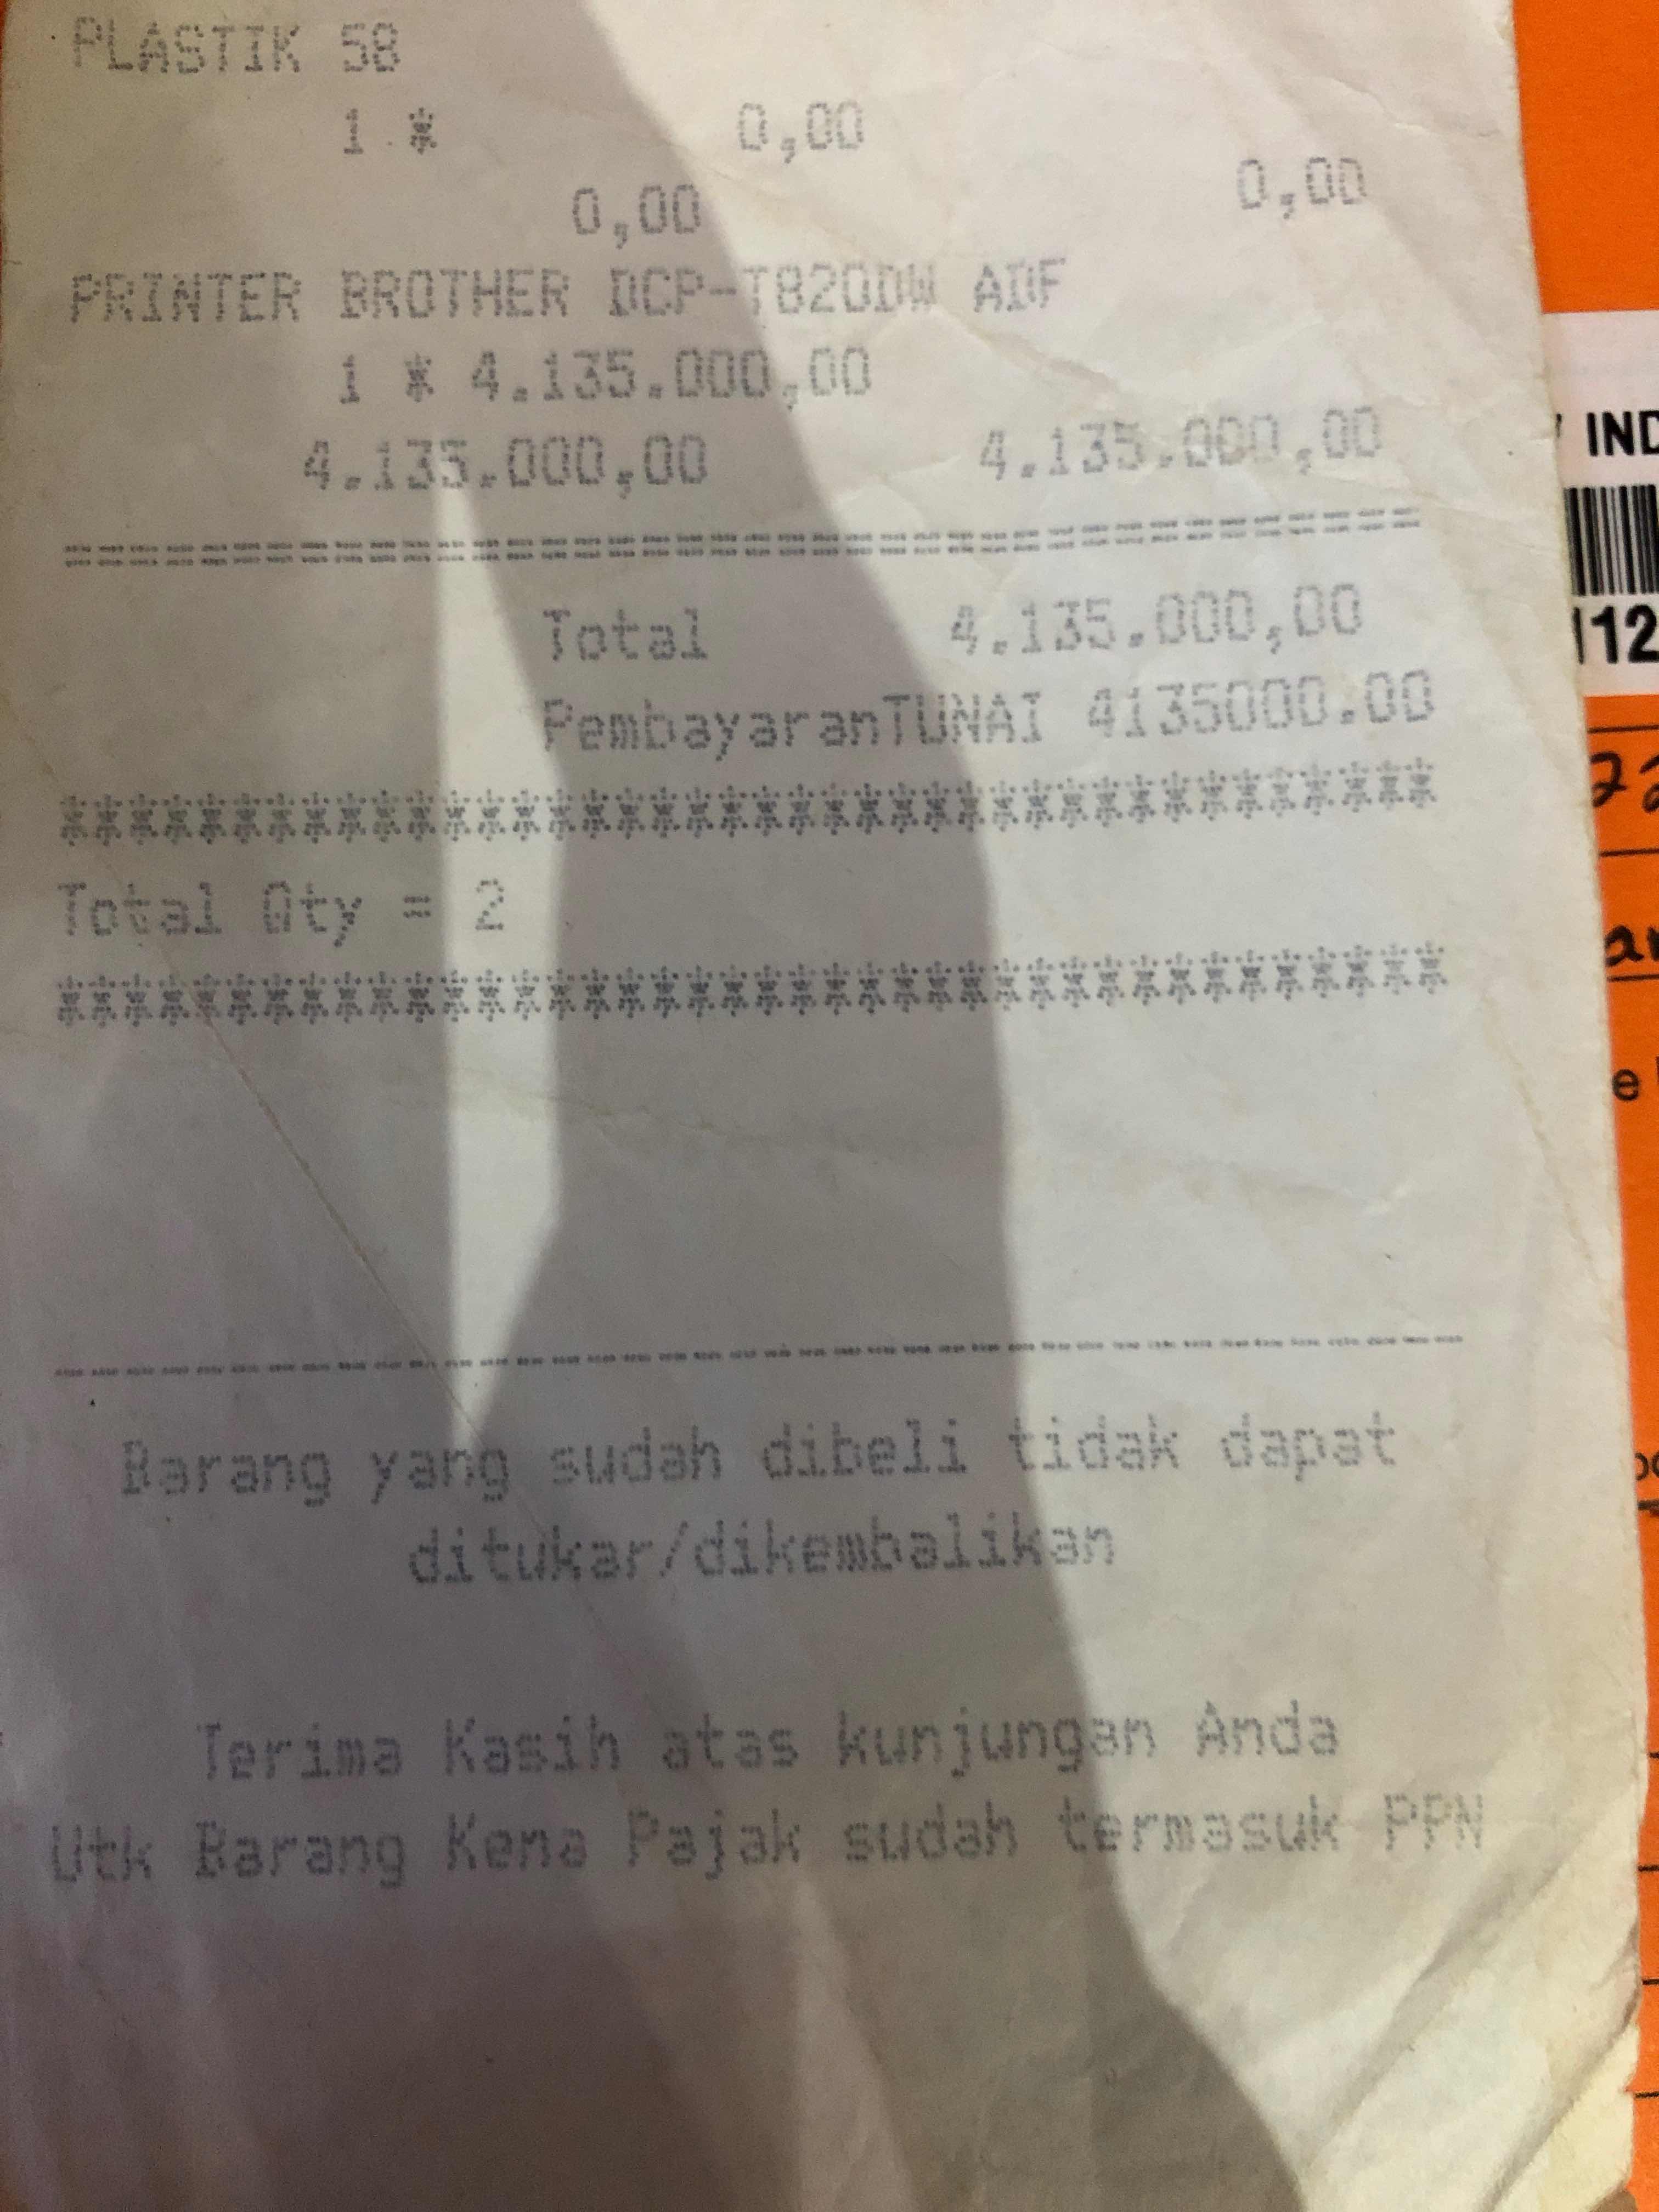 PLASTIK 58
1 * 0,00
0,00 0,00
PRINTER BROTHER DCP-T820DW ADF
1 * 4.135.000,00
4.135.000,00 4.135.000,00
================================
Total 4.135.000,00
PembayaranTUNAI 4135000.00
****************************************
Total Qty = 2
****************************************
----------------------------------------
Barang yang sudah dibeli tidak dapat
ditukar/dikembalikan
Terima Kasih atas kunjungan Anda
Utk Barang Kena Pajak sudah termasuk PPN
IND
112
22
ar
e